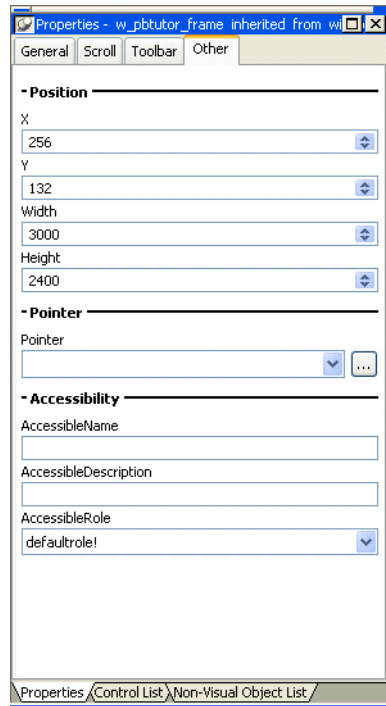 Properties - w_pbtutor_frame inherited from wi
General Scroll Toolbar Other
Position
X
256
Y
132
Width
3000
Height
2400
Pointer
Pointer
...
Accessibility
AccessibleName
AccessibleDescription
AccessibleRole
defaultrole!
Properties Control List Non-Visual Object List